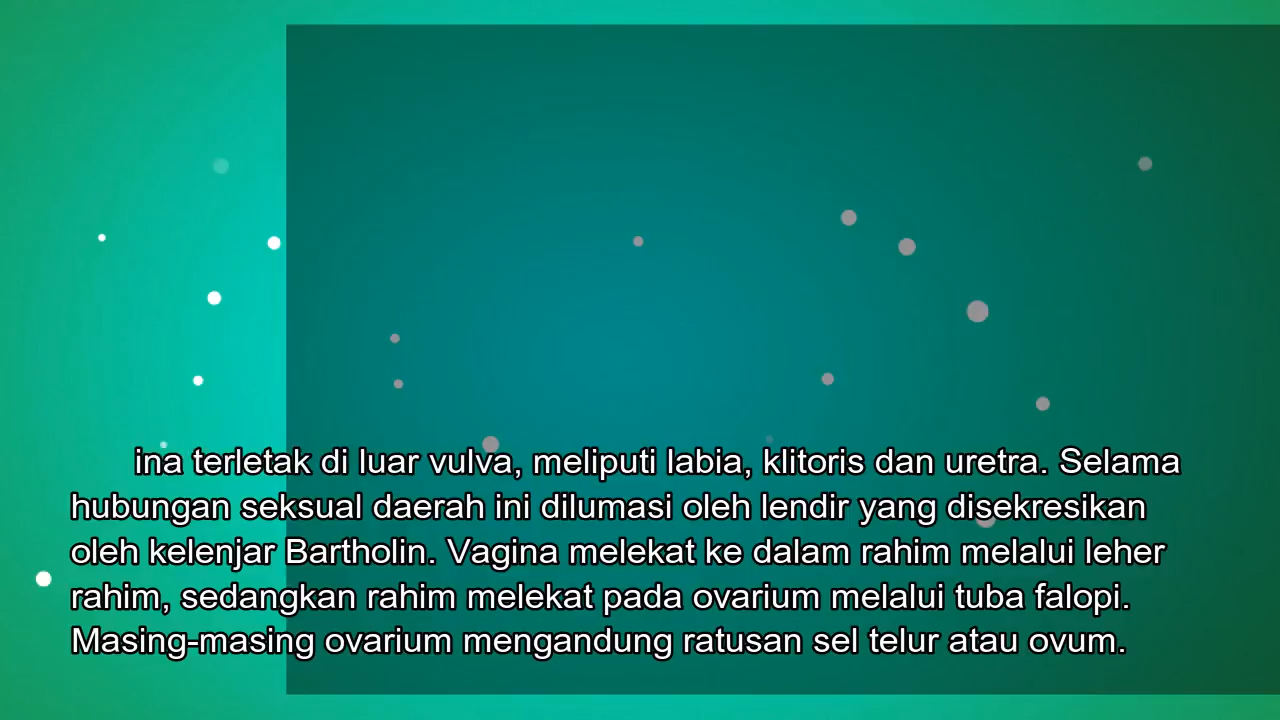 ina terletak di luar vulva, meliputi labia, klitoris dan uretra. Selama
hubungan seksual daerah ini dilumasi oleh lendir yang disekresikan
oleh kelenjar Bartholin. Vagina melekat ke dalam rahim melalui leher
rahim, sedangkan rahim melekat pada ovarium melalui tuba falopi.
Masing-masing ovarium mengandung ratusan sel telur atau ovum.